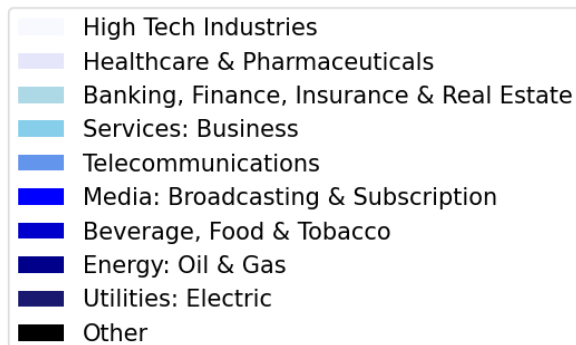 High Tech Industries
Healthcare & Pharmaceuticals
Banking, Finance, Insurance & Real Estate
Services: Business
Telecommunications
Media: Broadcasting & Subscription
Beverage, Food & Tobacco
Energy: Oil & Gas
Utilities: Electric
Other